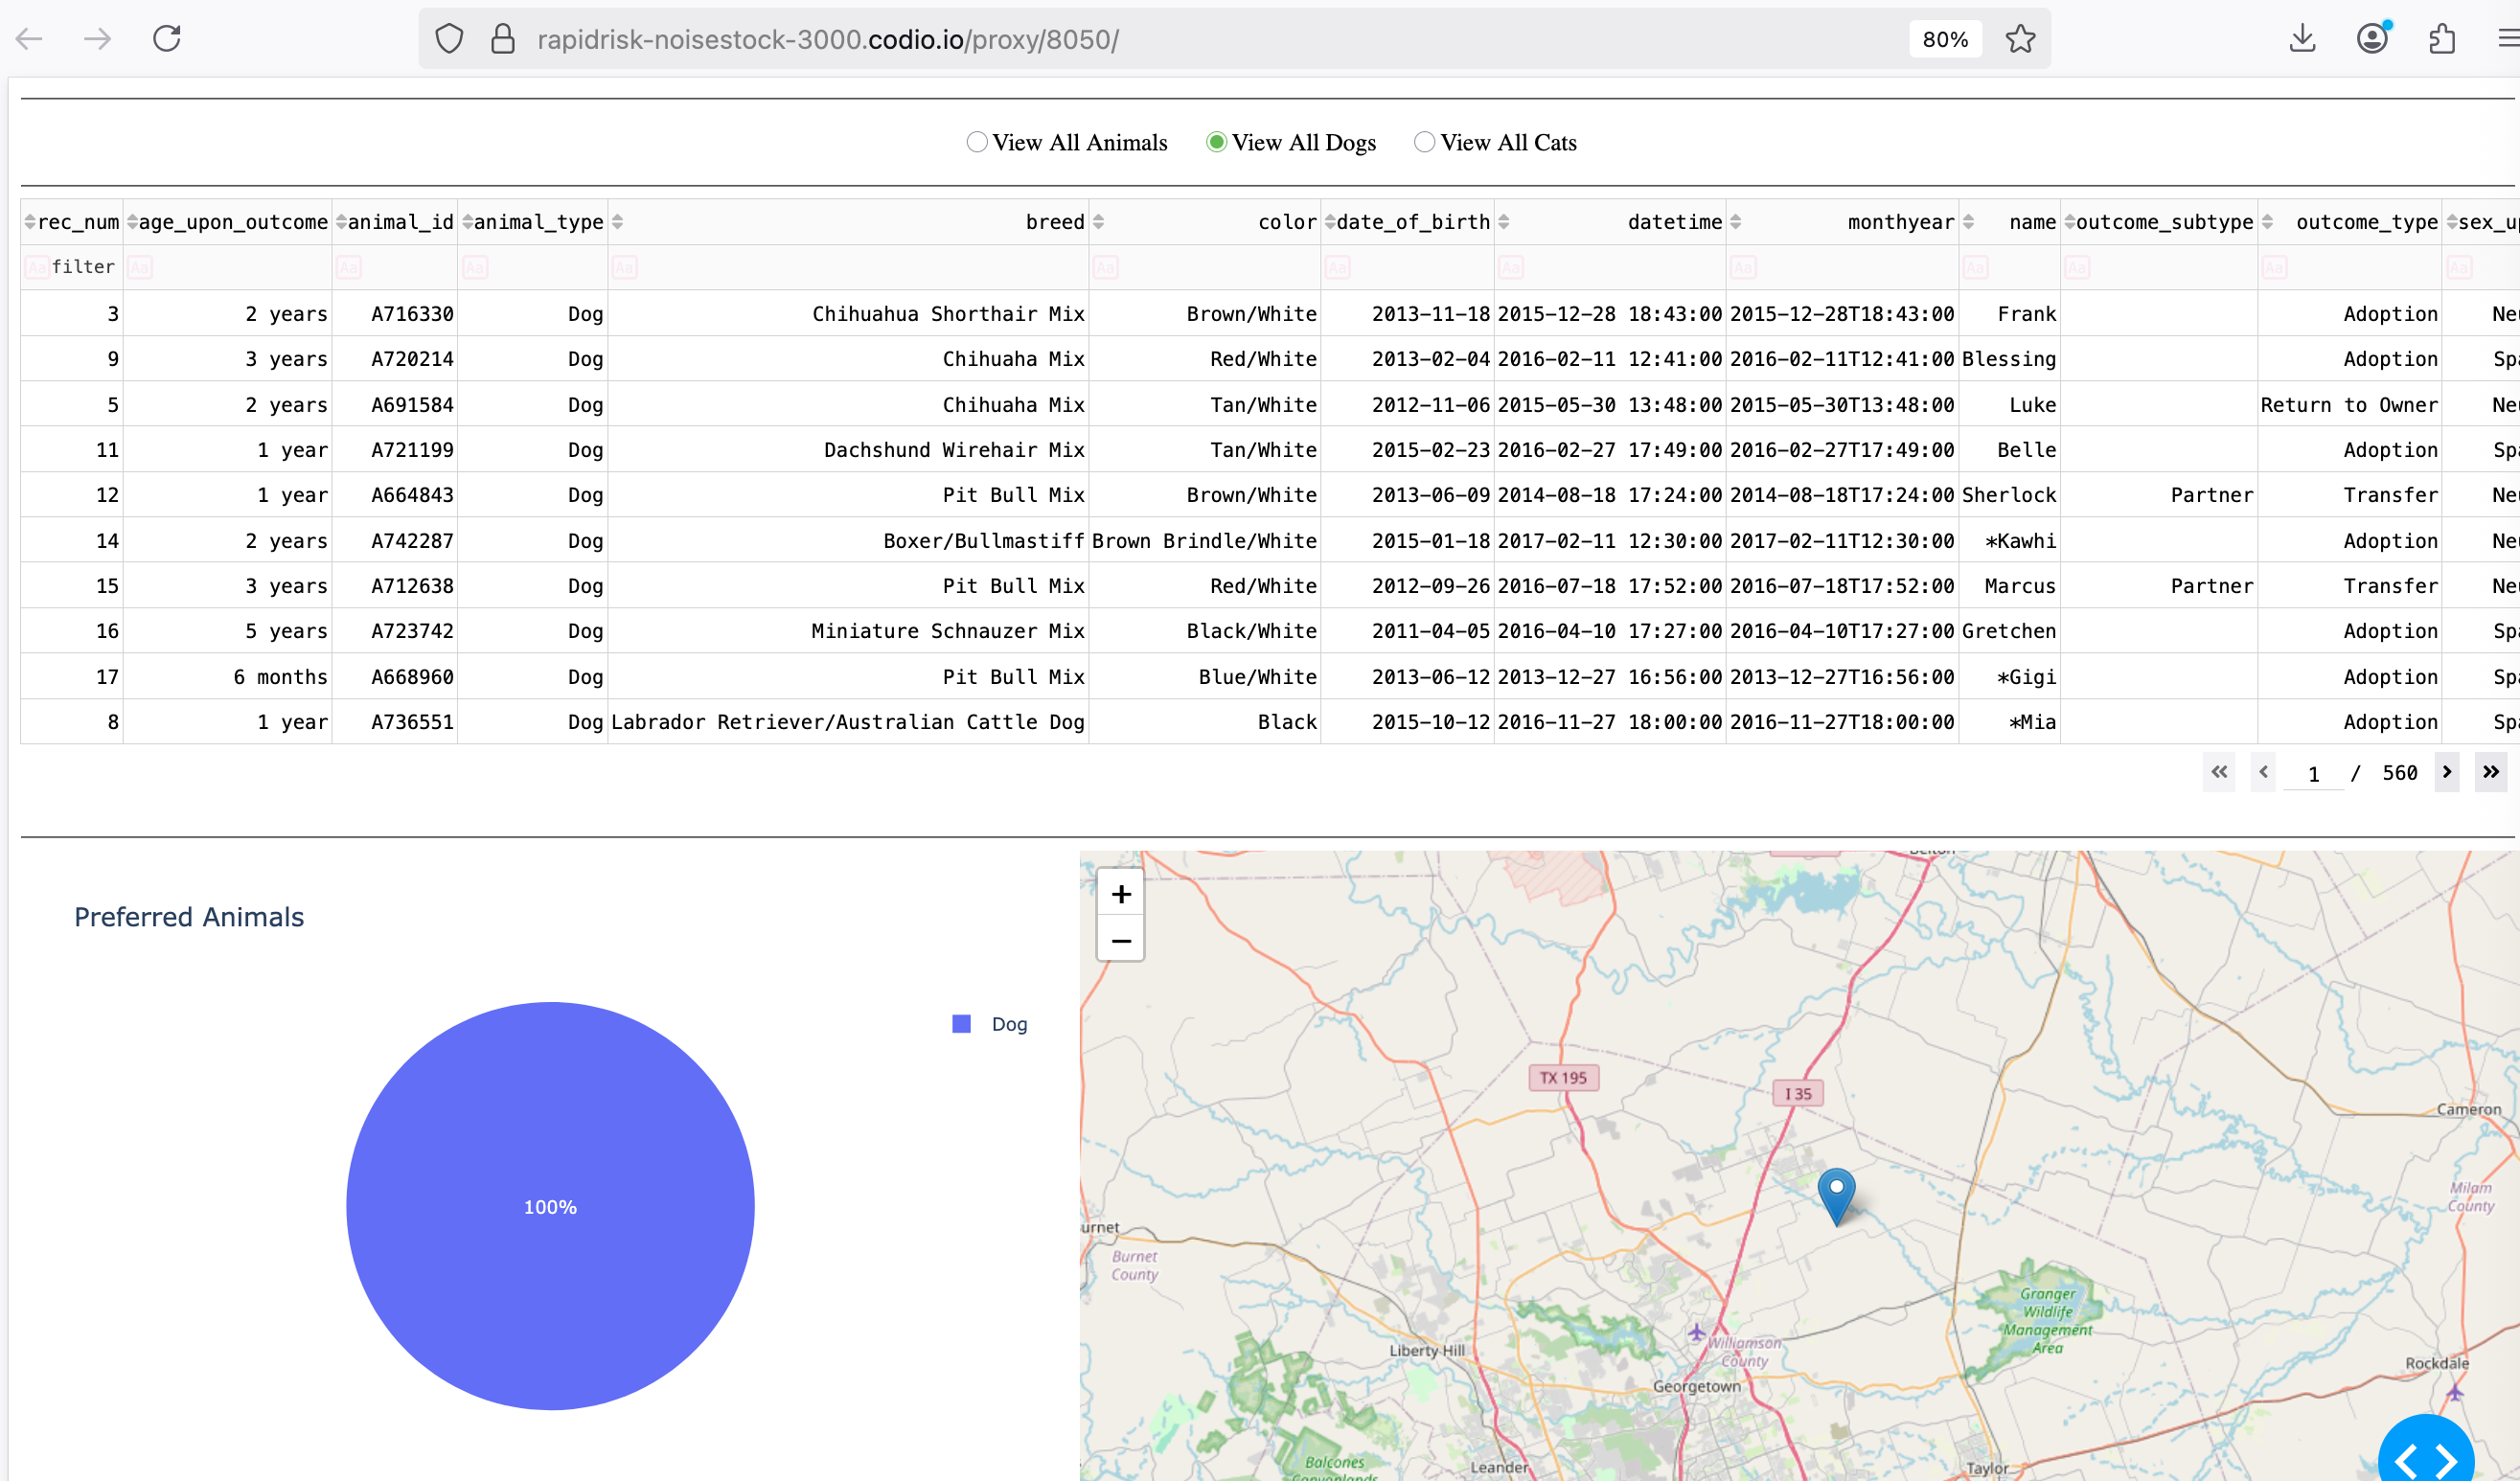 rapidrisk-noisestock-3000.codio.io/proxy/8050/ 80%
View All Animals View All Dogs View All Cats
rec_num age_upon_outcome animal_id animal_type breed color date_of_birth datetime monthyear name outcome_subtype outcome_type sex_u
Aa filter Aa Aa Aa Aa Aa Aa Aa Aa Aa Aa Aa Aa
3 2 years A716330 Dog Chihuahua Shorthair Mix Brown/White 2013-11-18 2015-12-28 18:43:00 2015-12-28T18:43:00 Frank Adoption Ne
9 3 years A720214 Dog Chihuaha Mix Red/White 2013-02-04 2016-02-11 12:41:00 2016-02-11T12:41:00 Blessing Adoption Sp
5 2 years A691584 Dog Chihuaha Mix Tan/White 2012-11-06 2015-05-30 13:48:00 2015-05-30T13:48:00 Luke Return to Owner Ne
11 1 year A721199 Dog Dachshund Wirehair Mix Tan/White 2015-02-23 2016-02-27 17:49:00 2016-02-27T17:49:00 Belle Adoption Sp
12 1 year A664843 Dog Pit Bull Mix Brown/White 2013-06-09 2014-08-18 17:24:00 2014-08-18T17:24:00 Sherlock Partner Transfer Ne
14 2 years A742287 Dog Boxer/Bullmastiff Brown Brindle/White 2015-01-18 2017-02-11 12:30:00 2017-02-11T12:30:00 *Kawhi Adoption Ne
15 3 years A712638 Dog Pit Bull Mix Red/White 2012-09-26 2016-07-18 17:52:00 2016-07-18T17:52:00 Marcus Partner Transfer Ne
16 5 years A723742 Dog Miniature Schnauzer Mix Black/White 2011-04-05 2016-04-10 17:27:00 2016-04-10T17:27:00 Gretchen Adoption Sp
17 6 months A668960 Dog Pit Bull Mix Blue/White 2013-06-12 2013-12-27 16:56:00 2013-12-27T16:56:00 *Gigi Adoption Sp
8 1 year A736551 Dog Labrador Retriever/Australian Cattle Dog Black 2015-10-12 2016-11-27 18:00:00 2016-11-27T18:00:00 *Mia Adoption Sp
« ‹ 1 / 560 › »
Preferred Animals
Dog
100%
+
−
TX 195
I 35
Cameron
Milam
County
urnet
Burnet
County
Granger
Wildlife
Management
Area
Williamson
County
Liberty Hill
Georgetown
Rockdale
Balcones
Leander
Taylor